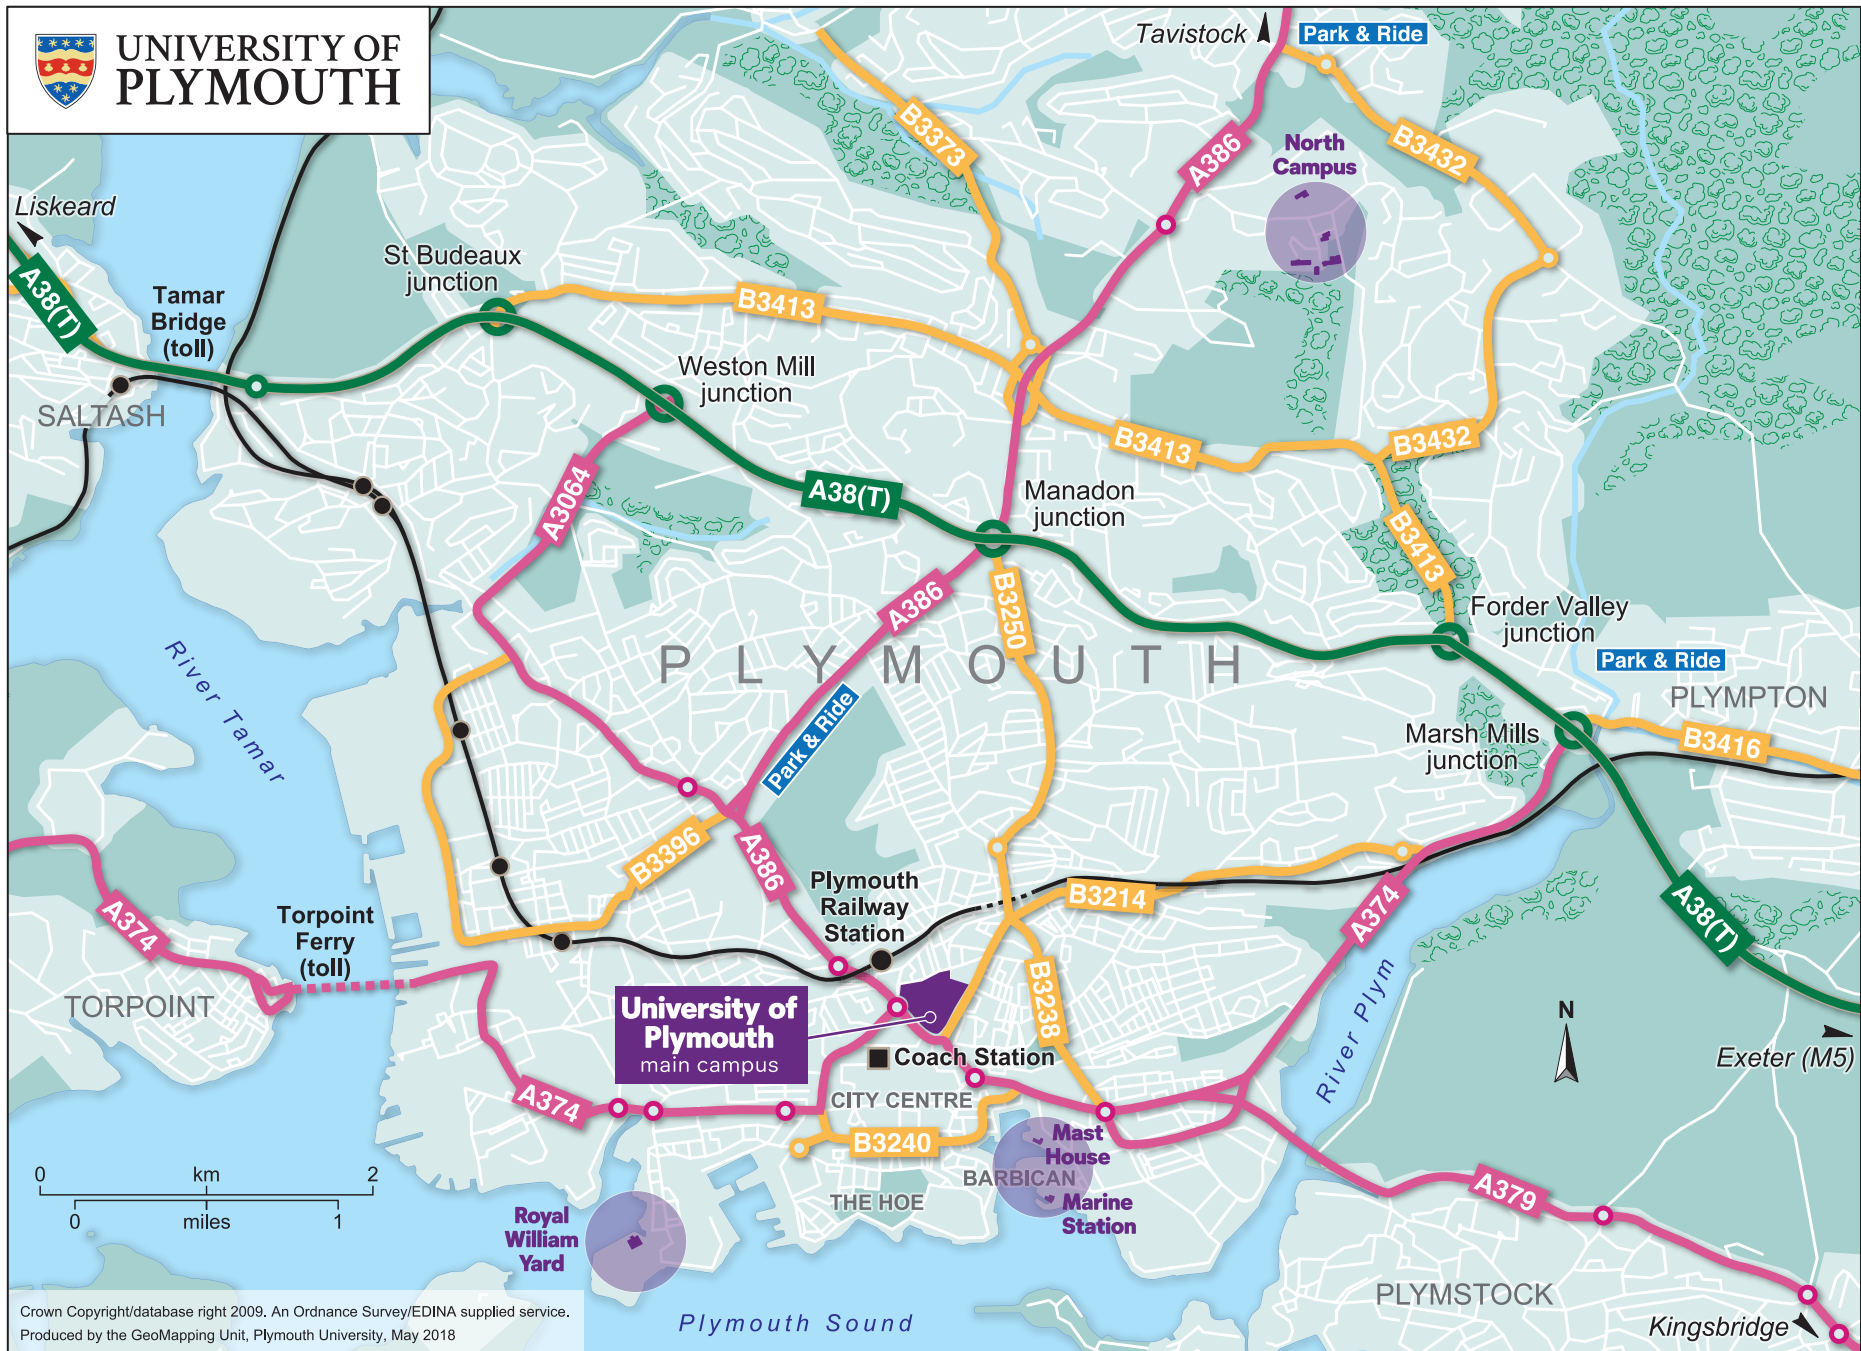 UNIVERSITY OF
PLYMOUTH
Tavistock
Park & Ride
B3373
A386
B3432
North
Campus
Liskeard
A38(T)
Tamar
Bridge
(toll)
St Budeaux
junction
B3413
Weston Mill
junction
SALTASH
B3413
B3432
A3064
A38(T)
Manadon
junction
B3413
A386
B3250
Forder Valley
junction
Park & Ride
PLYMOUTH
PLYMPTON
River Tamar
Park & Ride
Marsh Mills
junction
B3416
B3396
A386
Plymouth
Railway
Station
B3214
A374
A38(T)
A374
Torpoint
Ferry
(toll)
TORPOINT
University of
Plymouth
main campus
B3238
River Plym
N
Exeter (M5)
Coach Station
A374
CITY CENTRE
B3240
Mast
House
BARBICAN
Marine
Station
THE HOE
A379
0 km 2
0 miles 1
Royal
William
Yard
PLYMSTOCK
Kingsbridge
Plymouth Sound
Crown Copyright/database right 2009. An Ordnance Survey/EDINA supplied service.
Produced by the GeoMapping Unit, Plymouth University, May 2018